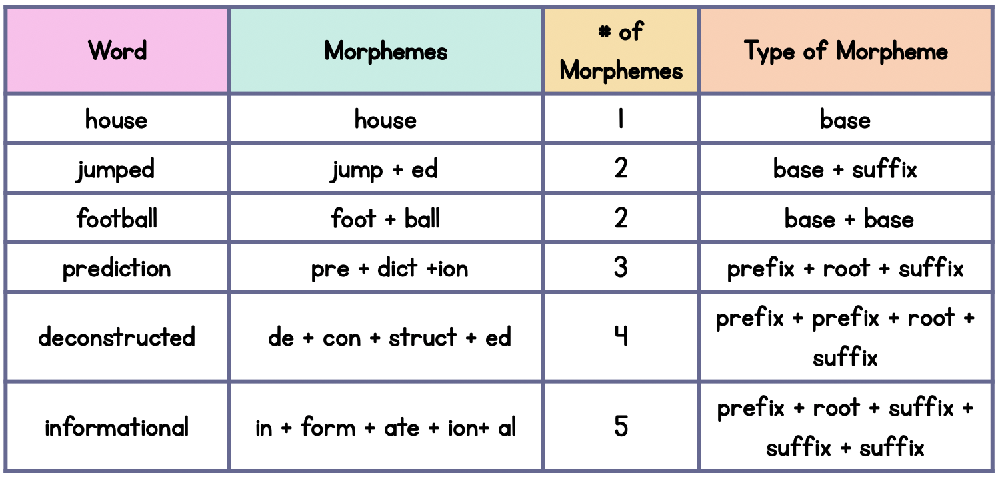 Word Morphemes # of Morphemes Type of Morpheme
house house 1 base
jumped jump + ed 2 base + suffix
football foot + ball 2 base + base
prediction pre + dict +ion 3 prefix + root + suffix
deconstructed de + con + struct + ed 4 prefix + prefix + root + suffix
informational in + form + ate + ion+ al 5 prefix + root + suffix + suffix + suffix